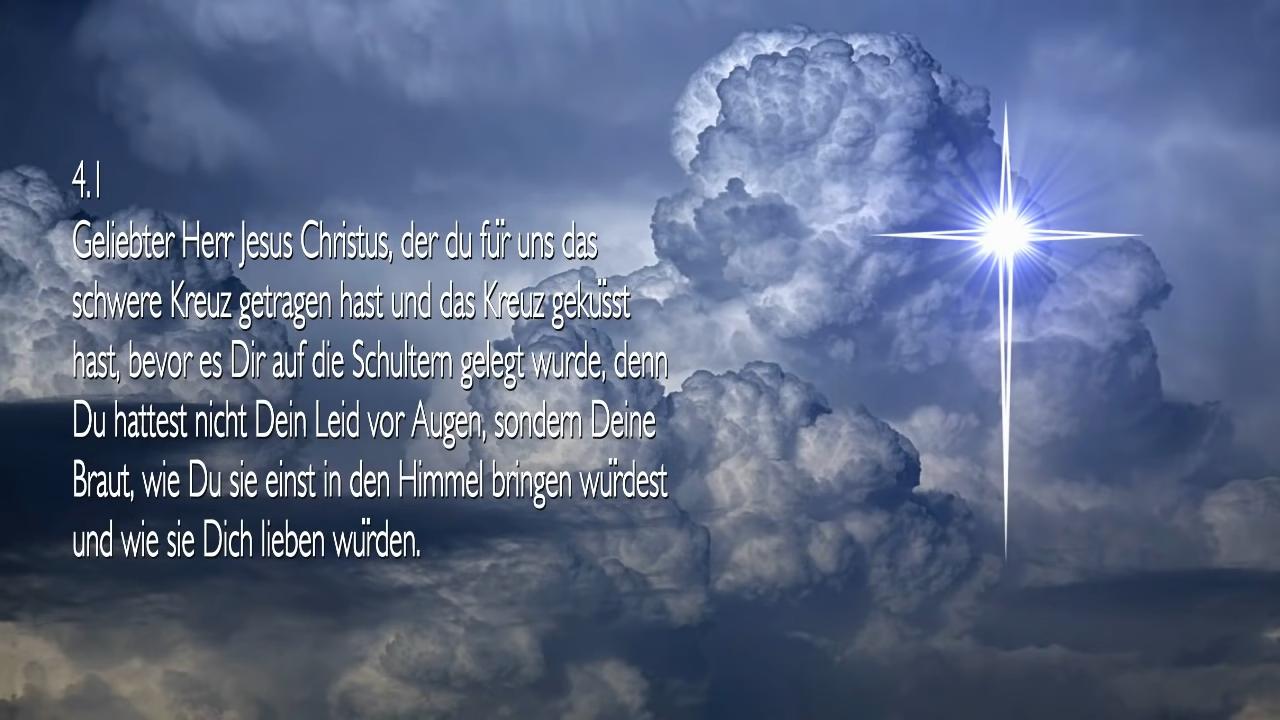 4.1
Geliebter Herr Jesus Christus, der du für uns das
schwere Kreuz getragen hast und das Kreuz geküsst
hast, bevor es Dir auf die Schultern gelegt wurde, denn
Du hattest nicht Dein Leid vor Augen, sondern Deine
Braut, wie Du sie einst in den Himmel bringen würdest
und wie sie Dich lieben würden.